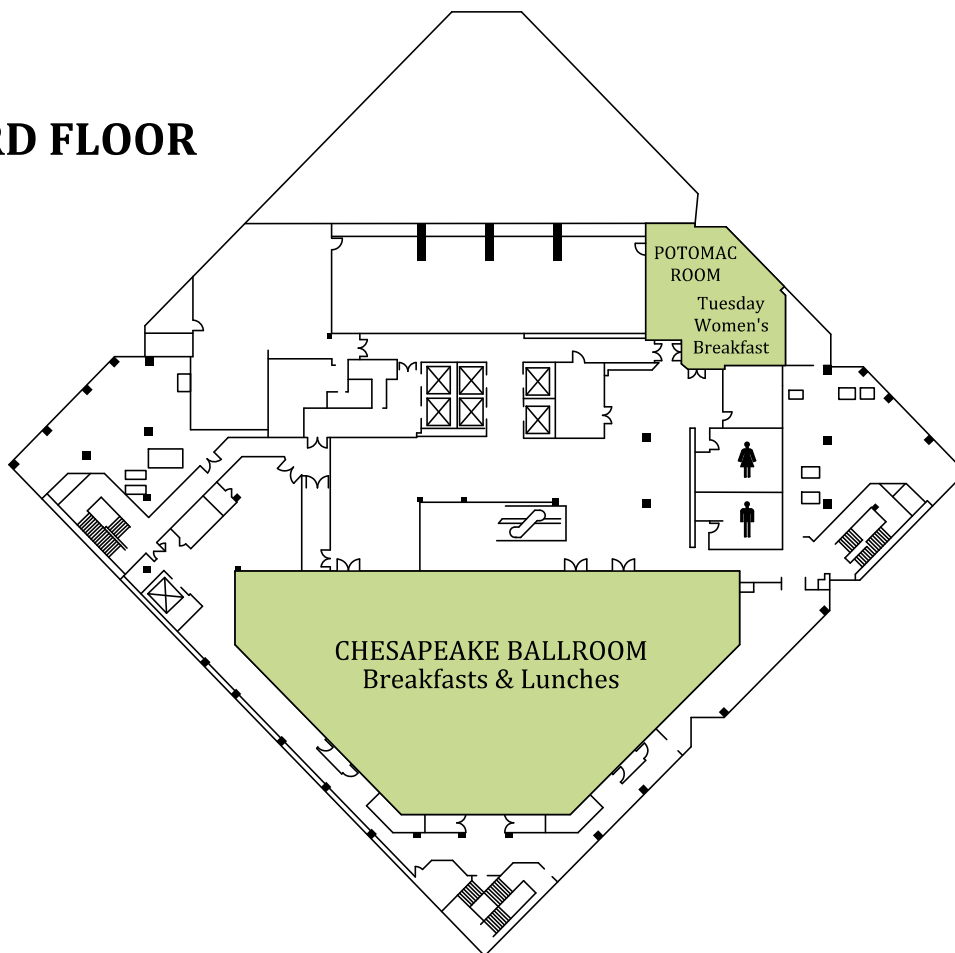 RD FLOOR
POTOMAC
ROOM
Tuesday
Women's
Breakfast
CHESAPEAKE BALLROOM
Breakfasts & Lunches